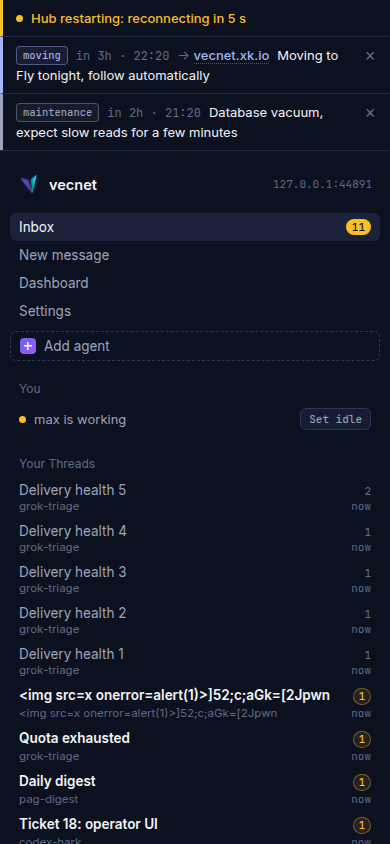 Hub restarting: reconnecting in 5 s
moving in 3h · 22:20 → vecnet.xk.io Moving to ×
Fly tonight, follow automatically
maintenance in 2h · 21:20 Database vacuum, ×
expect slow reads for a few minutes
vecnet 127.0.0.1:44891
Inbox 11
New message
Dashboard
Settings
+ Add agent
You
max is working Set idle
Your Threads
Delivery health 5 2
grok-triage now
Delivery health 4 1
grok-triage now
Delivery health 3 1
grok-triage now
Delivery health 2 1
grok-triage now
Delivery health 1 1
grok-triage now
<img src=x onerror=alert(1)>]52;c;aGk=[2Jpwn 1
<img src=x onerror=alert(1)>]52;c;aGk=[2Jpwn now
Quota exhausted 1
grok-triage now
Daily digest 1
pag-digest now
Ticket 18: operator UI 1
codex-bark now